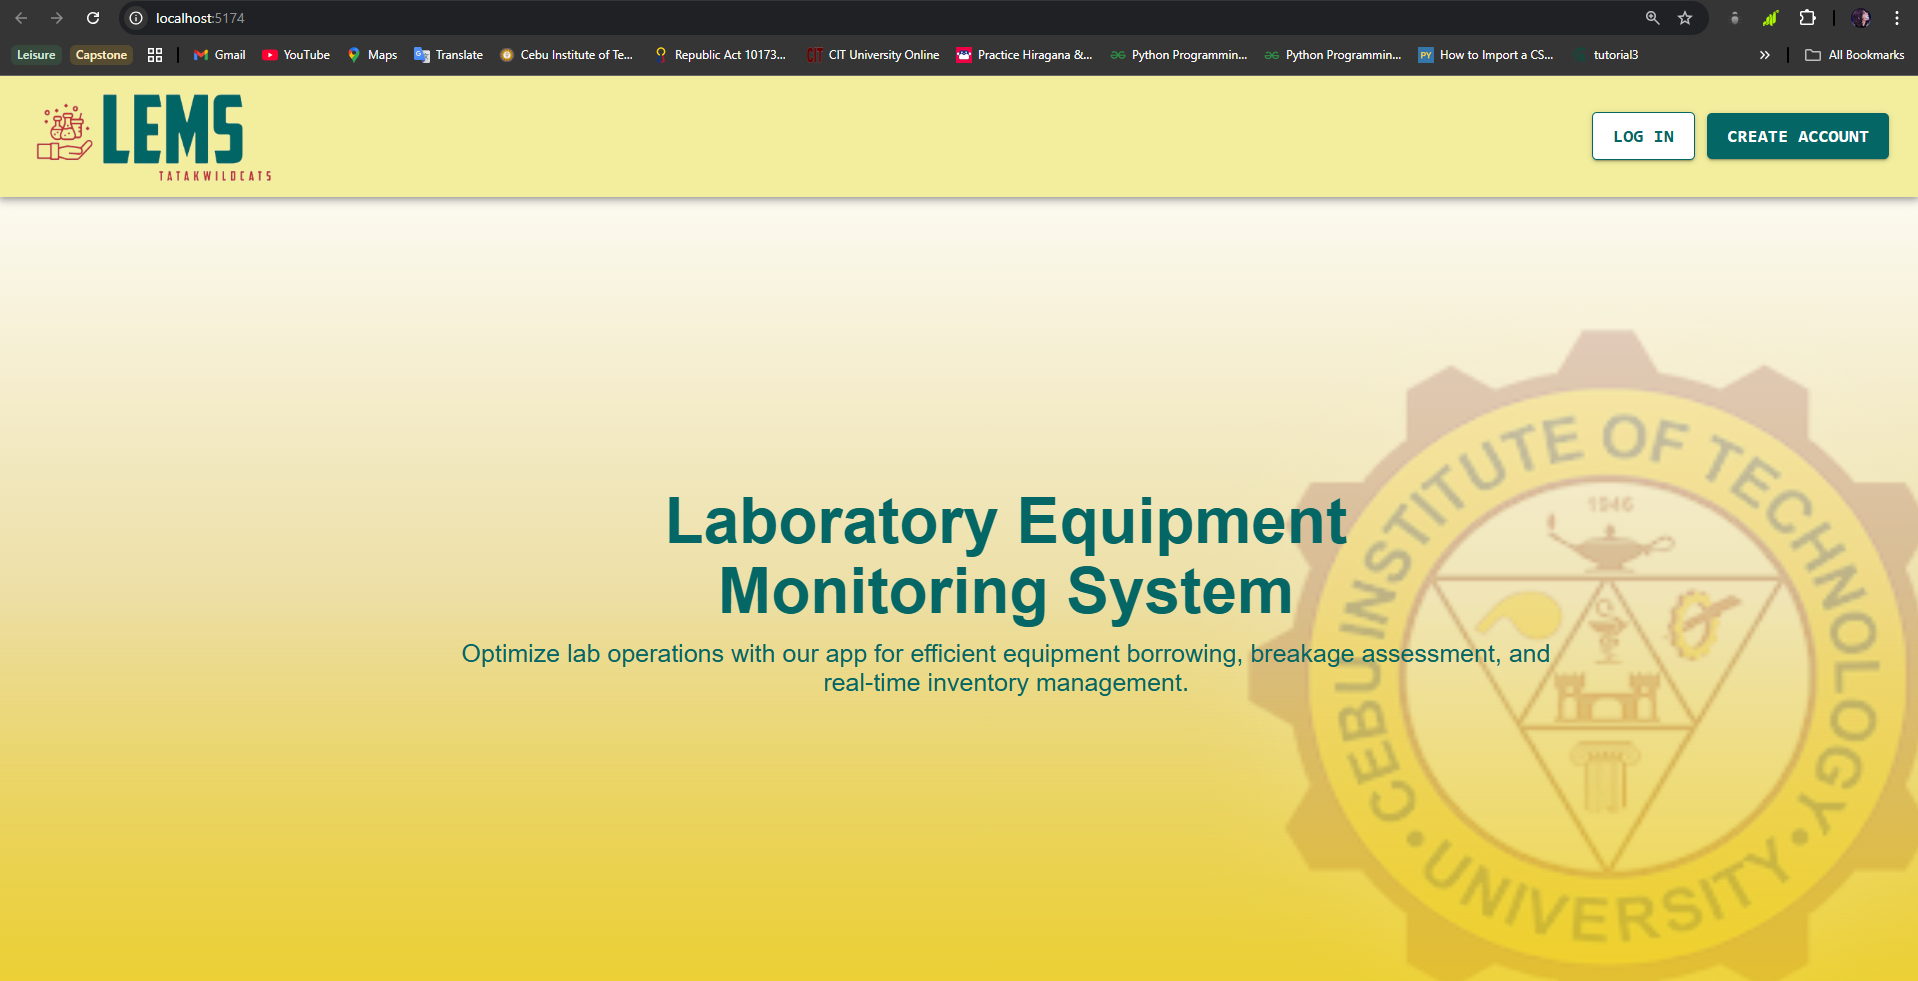 localhost:5174
Leisure
Capstone
Gmail
YouTube
Maps
Translate
Cebu Institute of Te...
Republic Act 10173...
CIT University Online
Practice Hiragana &...
Python Programmin...
Python Programmin...
How to Import a CS...
tutorial3
All Bookmarks
LEMS
TATAKWILDCATS
LOG IN
CREATE ACCOUNT
Laboratory Equipment
Monitoring System
Optimize lab operations with our app for efficient equipment borrowing, breakage assessment, and
real-time inventory management.
CEBU INSTITUTE OF TECHNOLOGY
1946
• UNIVERSITY •